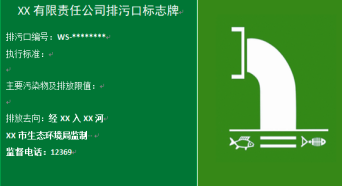 XX 有限责任公司排污口标志牌
排污口编号：WS-********
执行标准：
主要污染物及排放限值：
排放去向：经 XX 入 XX 河
XX 市生态环境局监制
监督电话：12369